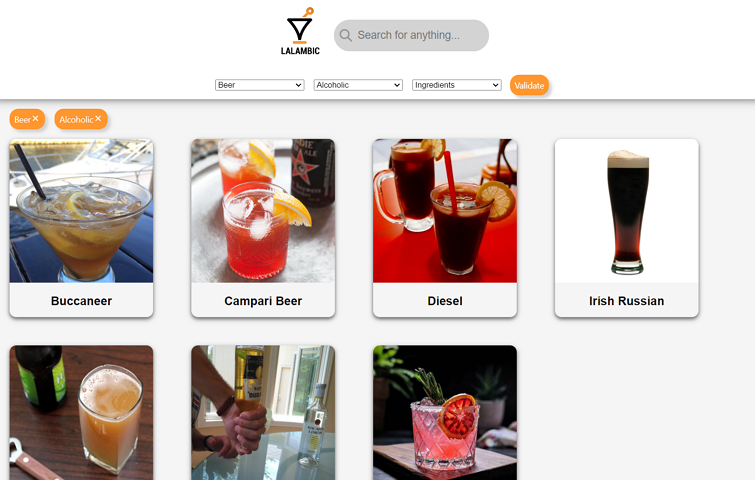 LALAMBIC
Search for anything...
Beer
Alcoholic
Ingredients
Validate
Beer ×
Alcoholic ×
Buccaneer
Campari Beer
Diesel
Irish Russian